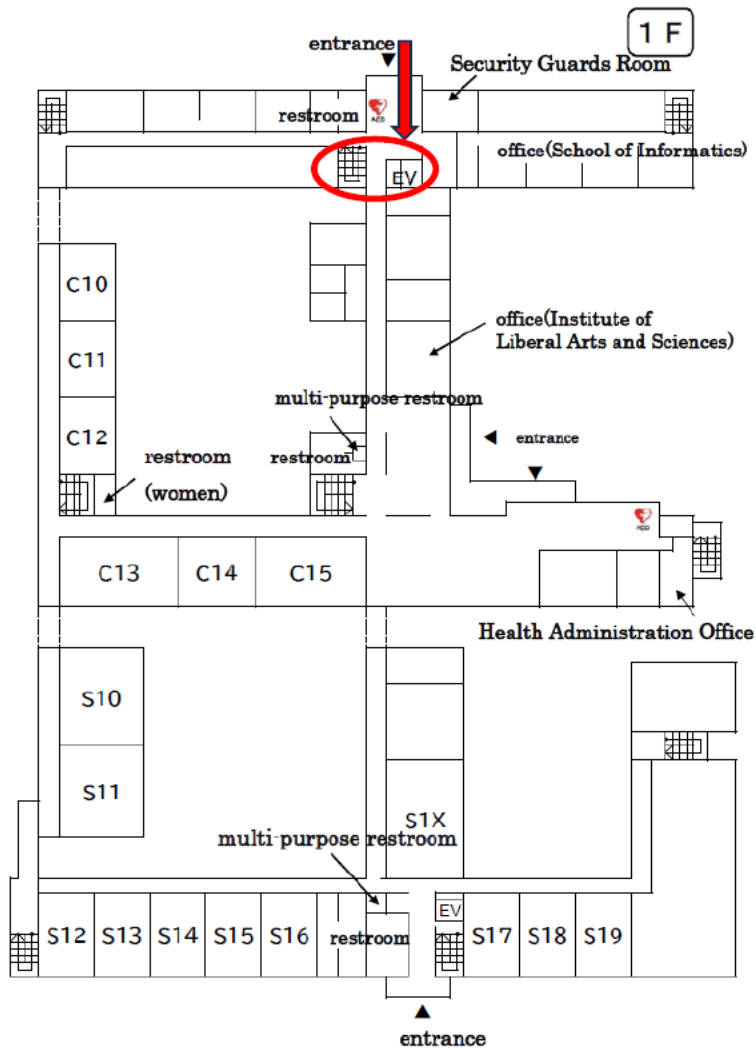 1 F
entrance
Security Guards Room
restroom
AED
office(School of Informatics)
EV
C10
office(Institute of
Liberal Arts and Sciences)
C11
multi-purpose restroom
C12
entrance
restroom
(women)
restroom
AED
C13
C14
C15
Health Administration Office
S10
S11
S1X
multi-purpose restroom
EV
S12
S13
S14
S15
S16
restroom
S17
S18
S19
entrance